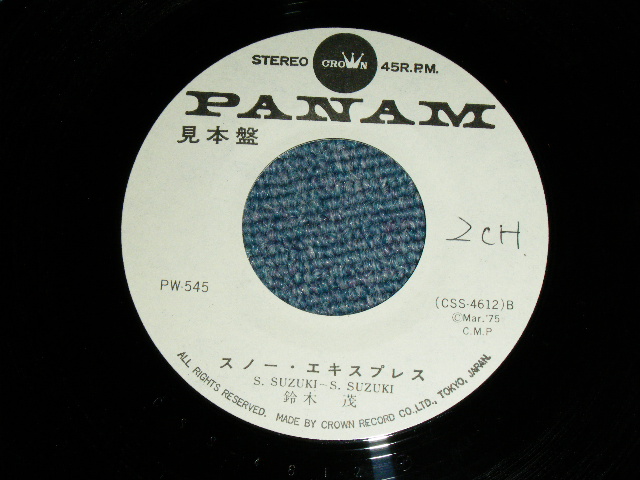 STEREO CROWN 45R.P.M.
PANAM
見本盤
2CH.
PW-545
(CSS-4612)B
©Mar.'75
C.M.P
スノー・エキスプレス
S. SUZUKI~S. SUZUKI
鈴木 茂
ALL RIGHTS RESERVED. MADE BY CROWN RECORD CO.,LTD., TOKYO, JAPAN.